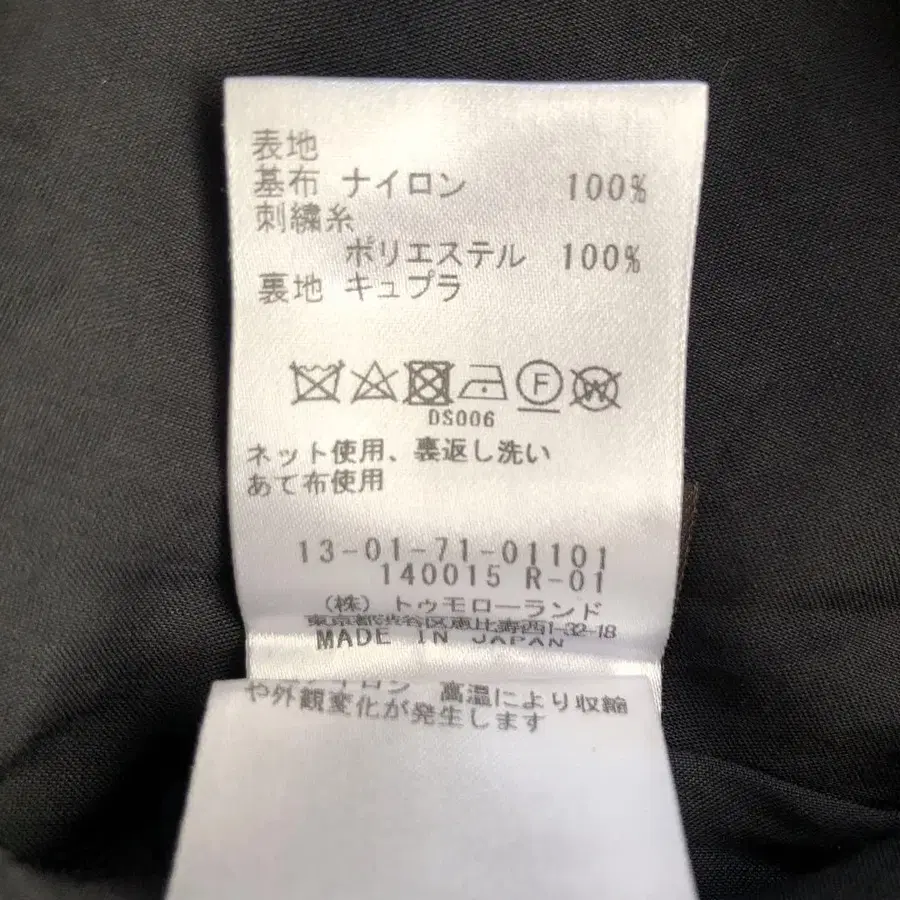 表地
基布 ナイロン 100%
刺繍糸
ポリエステル 100%
裏地 キュプラ
F W
DS006
ネット使用、裏返し洗い
あて布使用
13-01-71-01101
140015 R-01
(株) トゥモローランド
東京都渋谷区恵比寿西1-32-18
MADE IN JAPAN
高温により収縮
や外観変化が発生します